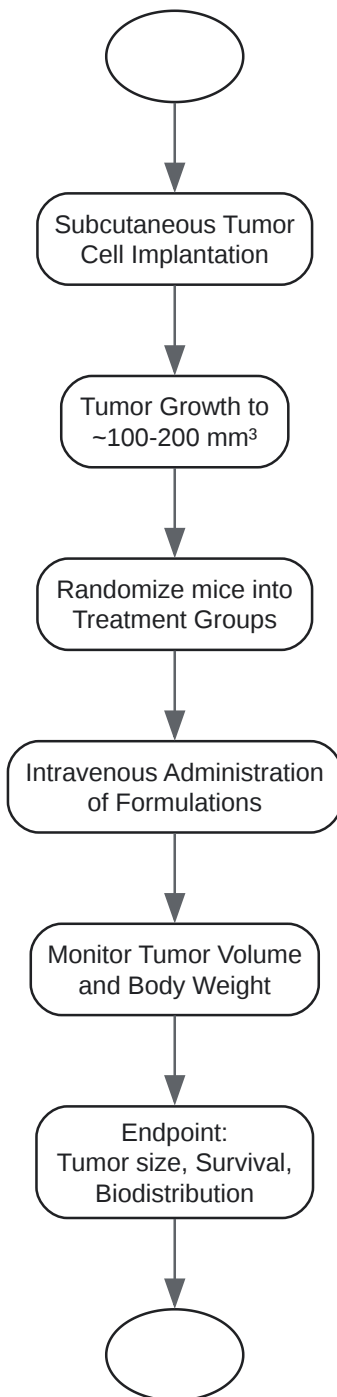 Subcutaneous Tumor
Cell Implantation
Tumor Growth to
~100-200 mm³
Randomize mice into
Treatment Groups
Intravenous Administration
of Formulations
Monitor Tumor Volume
and Body Weight
Endpoint:
Tumor size, Survival,
Biodistribution